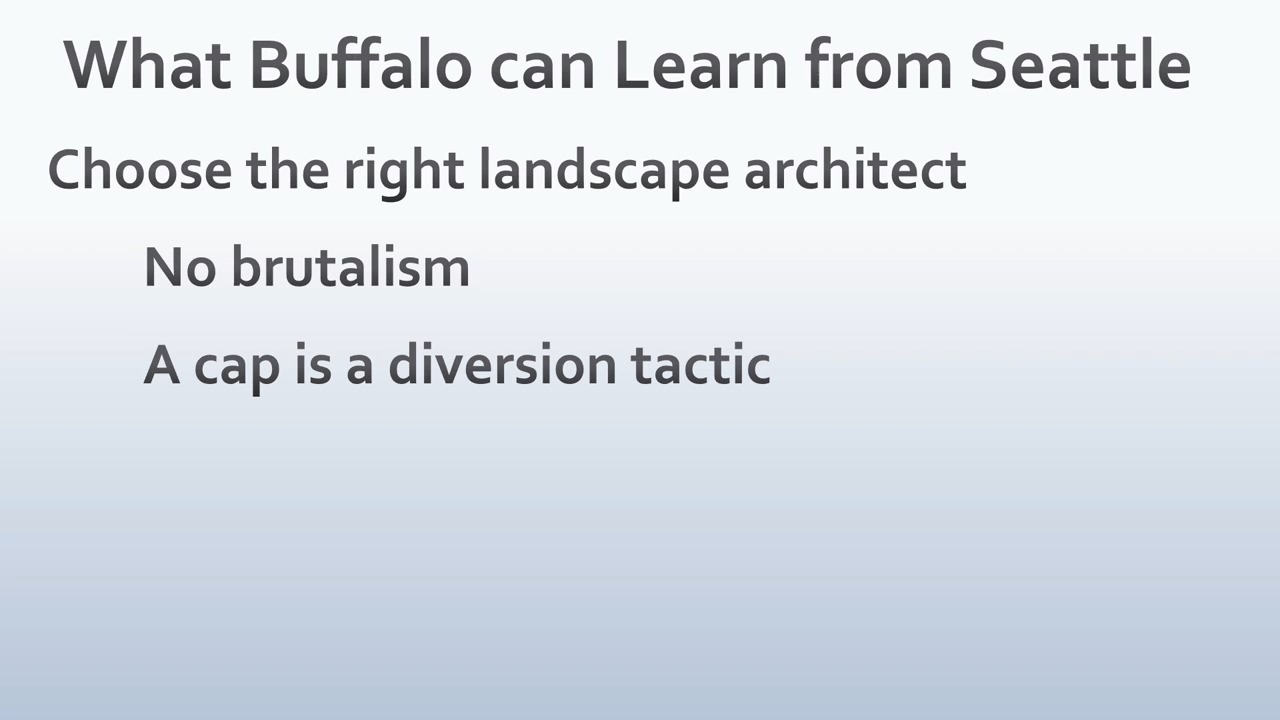 What Buffalo can Learn from Seattle
Choose the right landscape architect
No brutalism
A cap is a diversion tactic